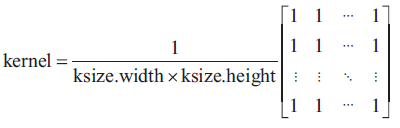 kernel = 1 / ksize.width × ksize.height [ 1 1 ⋯ 1
1 1 ⋯ 1
⋮ ⋮ ⋱ ⋮
1 1 ⋯ 1 ]